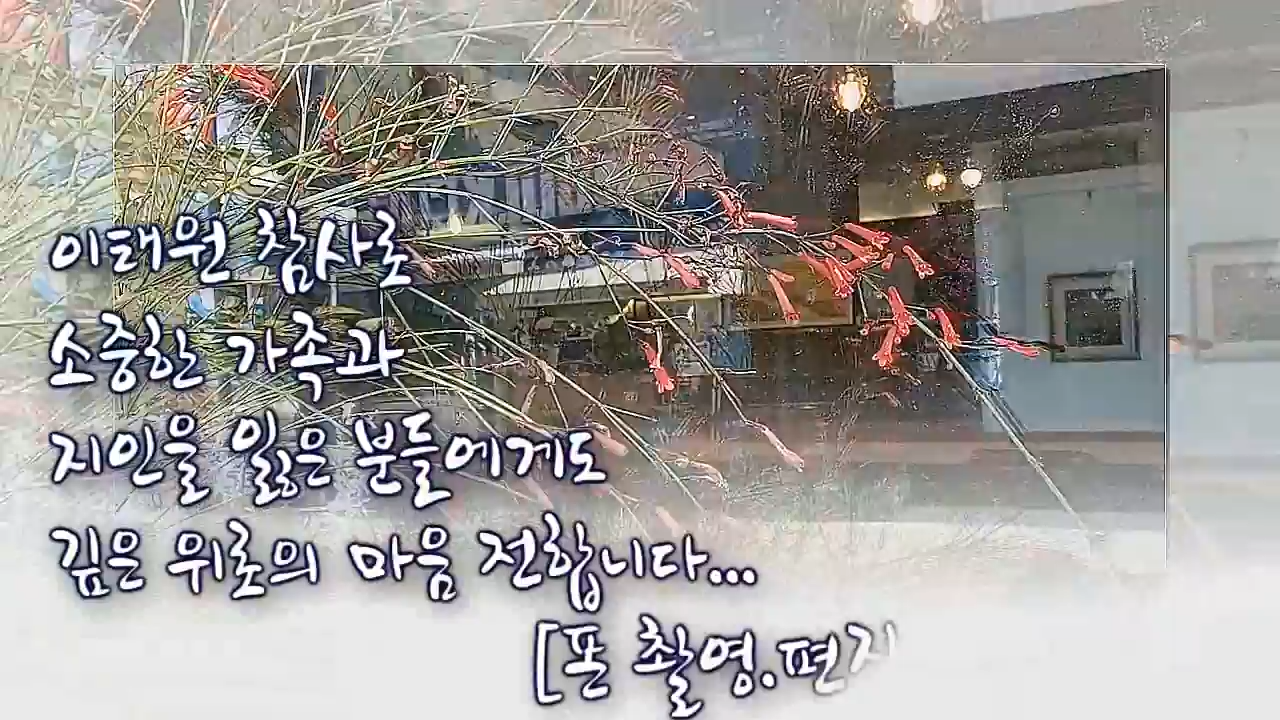 이태원 참사로
소중한 가족과
지인을 잃은 분들에게도
깊은 위로의 마음 전합니다...
[폰 촬영.편